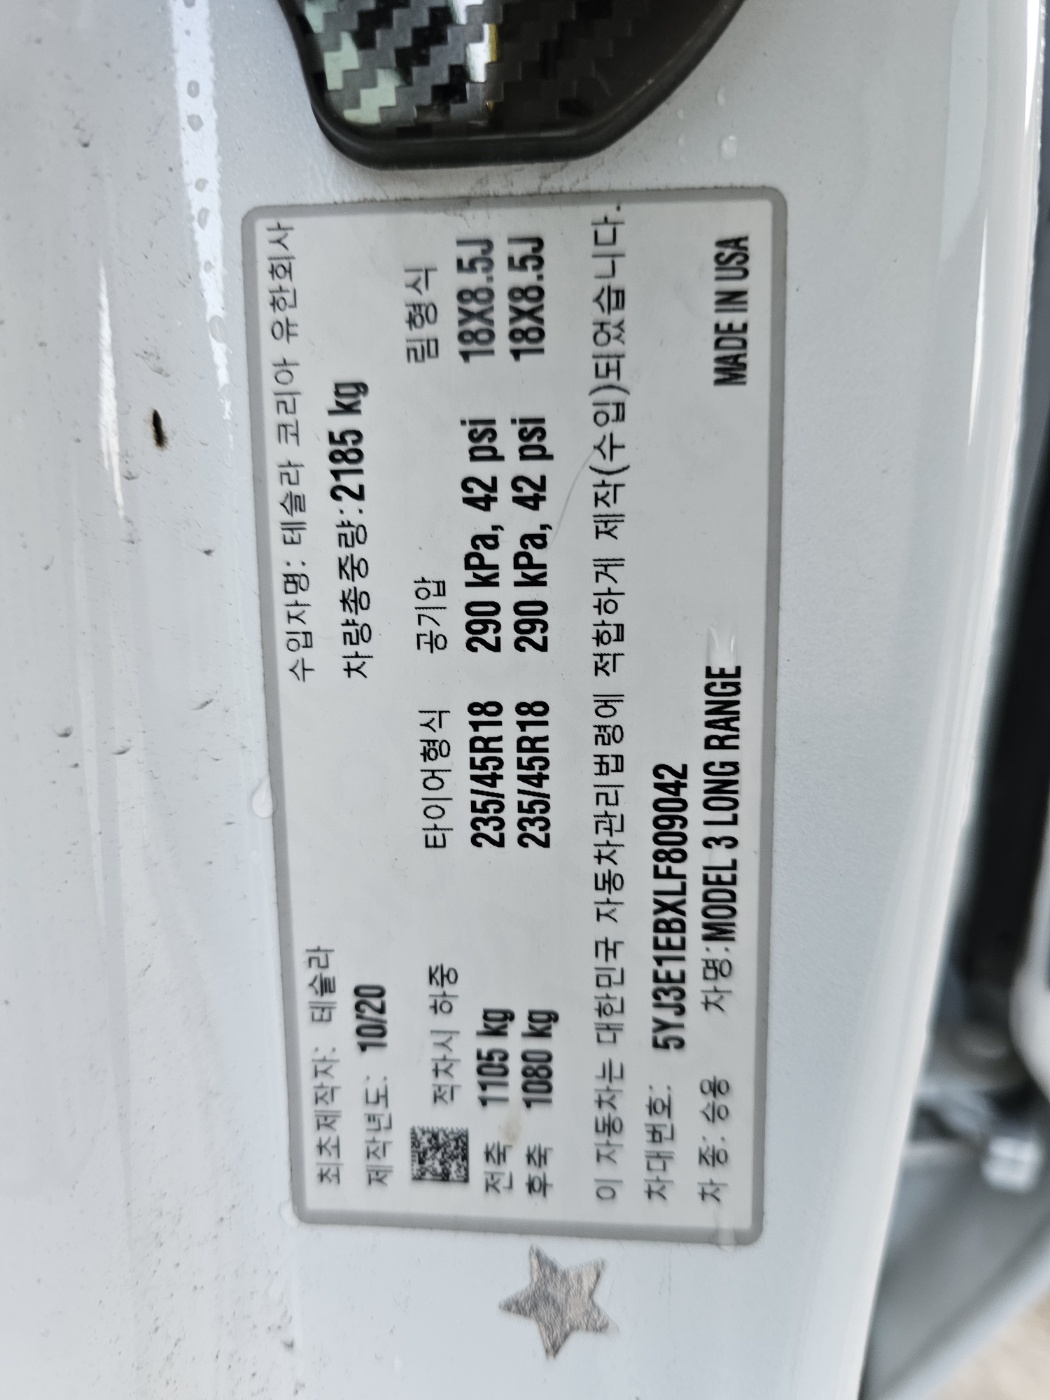 최초제작자: 테슬라 수입자명: 테슬라 코리아 유한회사
제작년도: 10/20 차량총중량:2185 kg
적차시 하중 타이어형식 공기압 림형식
전축 1105 kg 235/45R18 290 kPa, 42 psi 18X8.5J
후축 1080 kg 235/45R18 290 kPa, 42 psi 18X8.5J
이 자동차는 대한민국 자동차관리법령에 적합하게 제작(수입)되었습니다.
차대번호: 5YJ3E1EBXLF809042
차 종: 승용 차명:MODEL 3 LONG RANGE MADE IN USA